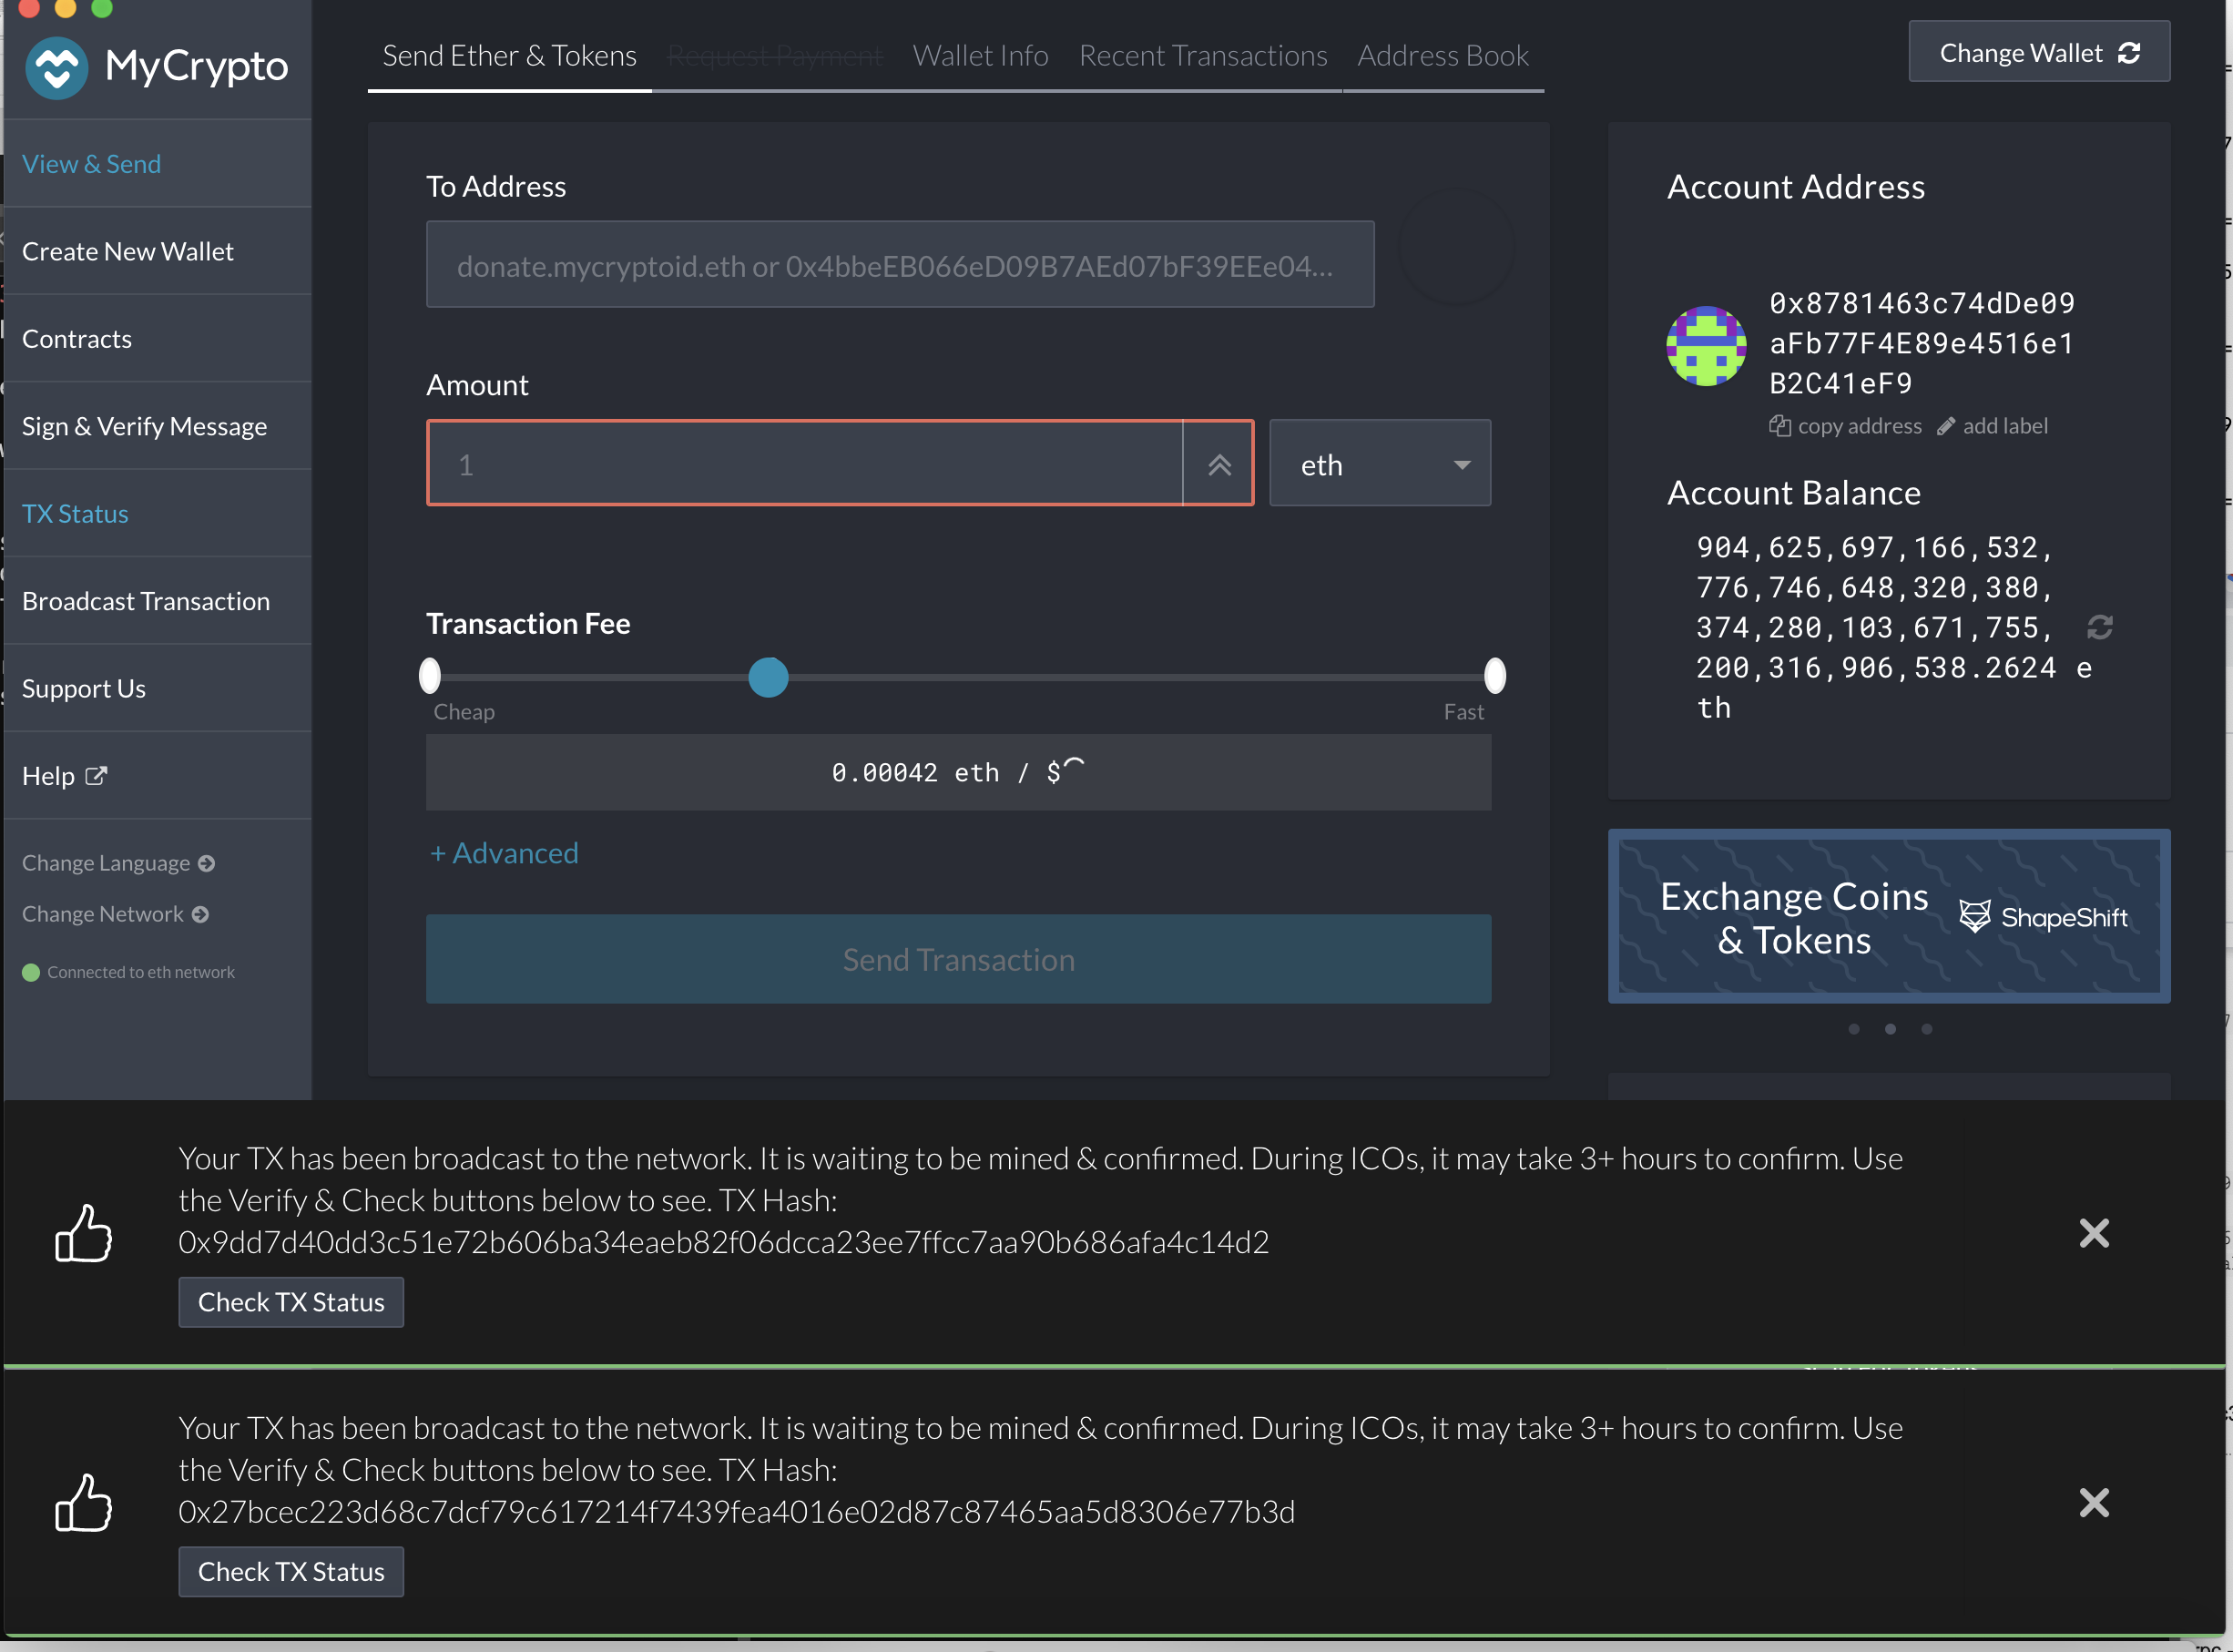 MyCrypto
View & Send
Create New Wallet
Contracts
Sign & Verify Message
TX Status
Broadcast Transaction
Support Us
Help
Change Language
Change Network
Connected to eth network
Send Ether & Tokens
Request Payment
Wallet Info
Recent Transactions
Address Book
Change Wallet
To Address
donate.mycryptoid.eth or 0x4bbeEB066eD09B7AEd07bF39EEe04...
Amount
1
eth
Transaction Fee
Cheap
Fast
0.00042 eth / $
+ Advanced
Send Transaction
Account Address
0x8781463c74dDe09
aFb77F4E89e4516e1
B2C41eF9
copy address
add label
Account Balance
904,625,697,166,532,
776,746,648,320,380,
374,280,103,671,755,
200,316,906,538.2624 e
th
Exchange Coins
& Tokens
ShapeShift
Your TX has been broadcast to the network. It is waiting to be mined & confirmed. During ICOs, it may take 3+ hours to confirm. Use
the Verify & Check buttons below to see. TX Hash:
0x9dd7d40dd3c51e72b606ba34eaeb82f06dcca23ee7ffcc7aa90b686afa4c14d2
Check TX Status
Your TX has been broadcast to the network. It is waiting to be mined & confirmed. During ICOs, it may take 3+ hours to confirm. Use
the Verify & Check buttons below to see. TX Hash:
0x27bcec223d68c7dcf79c617214f7439fea4016e02d87c87465aa5d8306e77b3d
Check TX Status